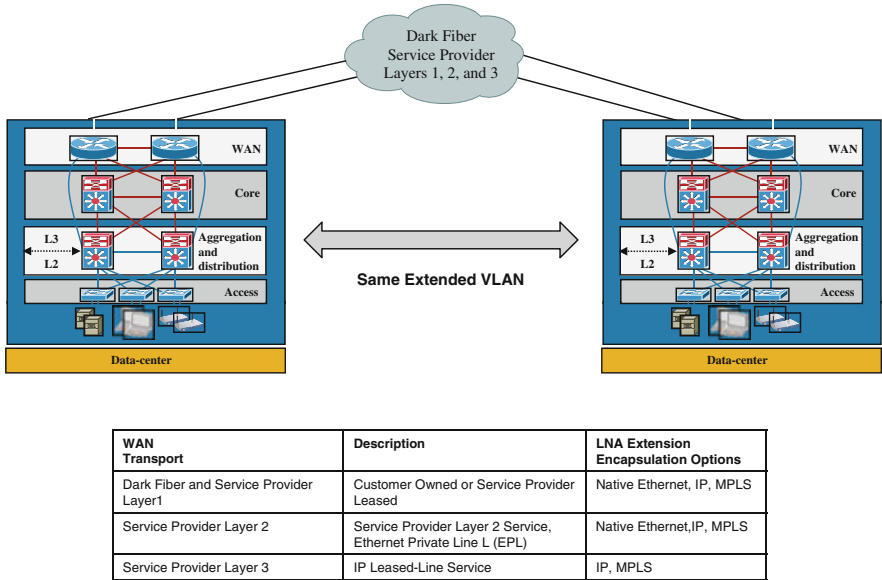 Dark Fiber
Service Provider
Layers 1, 2, and 3
WAN
Core
L3
L2
Aggregation
and
distribution
Access
Data-center
Same Extended VLAN
WAN
Core
L3
L2
Aggregation
and
distribution
Access
Data-center
WAN
Transport
Description
LNA Extension
Encapsulation Options
Dark Fiber and Service Provider
Layer1
Customer Owned or Service Provider
Leased
Native Ethernet, IP, MPLS
Service Provider Layer 2
Service Provider Layer 2 Service,
Ethernet Private Line L (EPL)
Native Ethernet,IP, MPLS
Service Provider Layer 3
IP Leased-Line Service
IP, MPLS